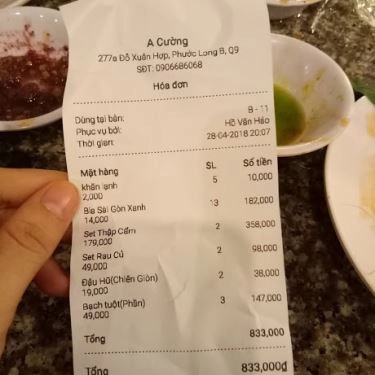 A Cường
277a Đỗ Xuân Hợp, Phước Long B, Q9
SĐT: 0906686068
Hóa đơn
Dùng tại bàn: B - 11
Phục vụ bởi: Hồ Văn Hảo
Thời gian: 28-04-2018 20:07
Mặt hàng SL Số tiền
khăn lạnh 5 10,000
2,000
Bia Sài Gòn Xanh 13 182,000
14,000
Set Thập Cẩm 2 358,000
179,000
Set Rau Củ 2 98,000
49,000
Đậu Hũ(Chiên Giòn) 2 38,000
19,000
Bạch tuột(Phần) 3 147,000
49,000
Tổng 833,000
Tổng 833,000₫